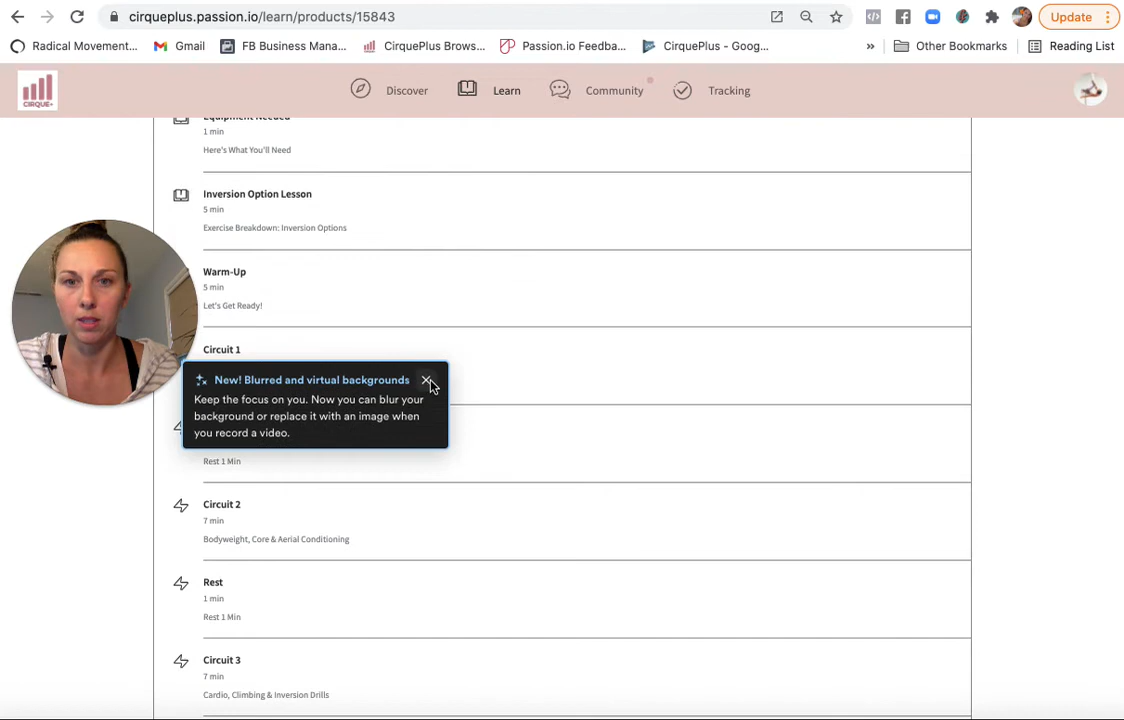 cirqueplus.passion.io/learn/products/15843
Update
Radical Movement...
Gmail
FB Business Mana...
CirquePlus Brows...
Passion.io Feedba...
CirquePlus - Goog...
»
Other Bookmarks
Reading List
CIRQUE+
Discover
Learn
Community
Tracking
Equipment Needed
1 min
Here's What You'll Need
Inversion Option Lesson
5 min
Exercise Breakdown: Inversion Options
Warm-Up
5 min
Let's Get Ready!
Circuit 1
New! Blurred and virtual backgrounds
Keep the focus on you. Now you can blur your
background or replace it with an image when
you record a video.
Rest 1 Min
Circuit 2
7 min
Bodyweight, Core & Aerial Conditioning
Rest
1 min
Rest 1 Min
Circuit 3
7 min
Cardio, Climbing & Inversion Drills